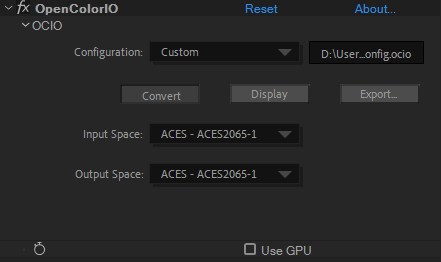 fx OpenColorIO Reset About...
OCIO
Configuration: Custom D:\User...onfig.ocio
Convert Display Export...
Input Space: ACES - ACES2065-1
Output Space: ACES - ACES2065-1
Use GPU